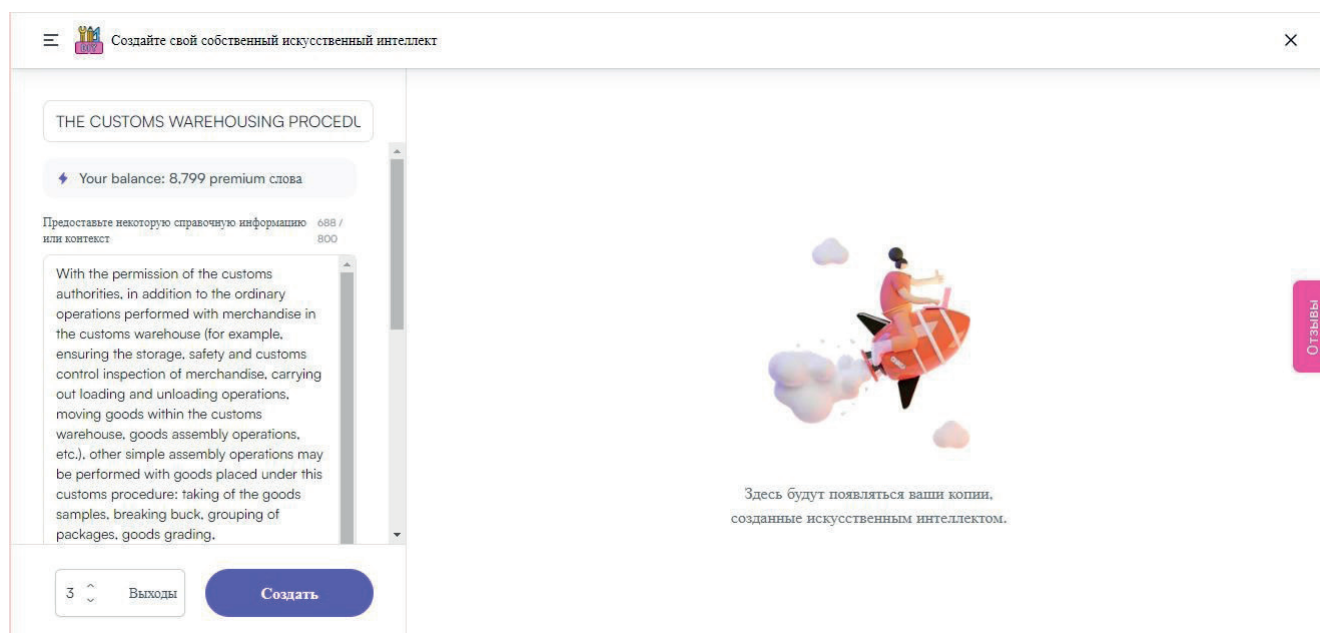 Создайте свой собственный искусственный интеллект
THE CUSTOMS WAREHOUSING PROCEDU
Your balance: 8,799 premium слова
Предоставьте некоторую справочную информацию 688 /
или контекст 800
With the permission of the customs
authorities, in addition to the ordinary
operations performed with merchandise in
the customs warehouse (for example,
ensuring the storage, safety and customs
control inspection of merchandise, carrying
out loading and unloading operations,
moving goods within the customs
warehouse, goods assembly operations,
etc.), other simple assembly operations may
be performed with goods placed under this
customs procedure: taking of the goods
samples, breaking buck, grouping of
packages, goods grading,
3 Выходы
Создать
Здесь будут появляться ваши копии,
созданные искусственным интеллектом.
Отзывы